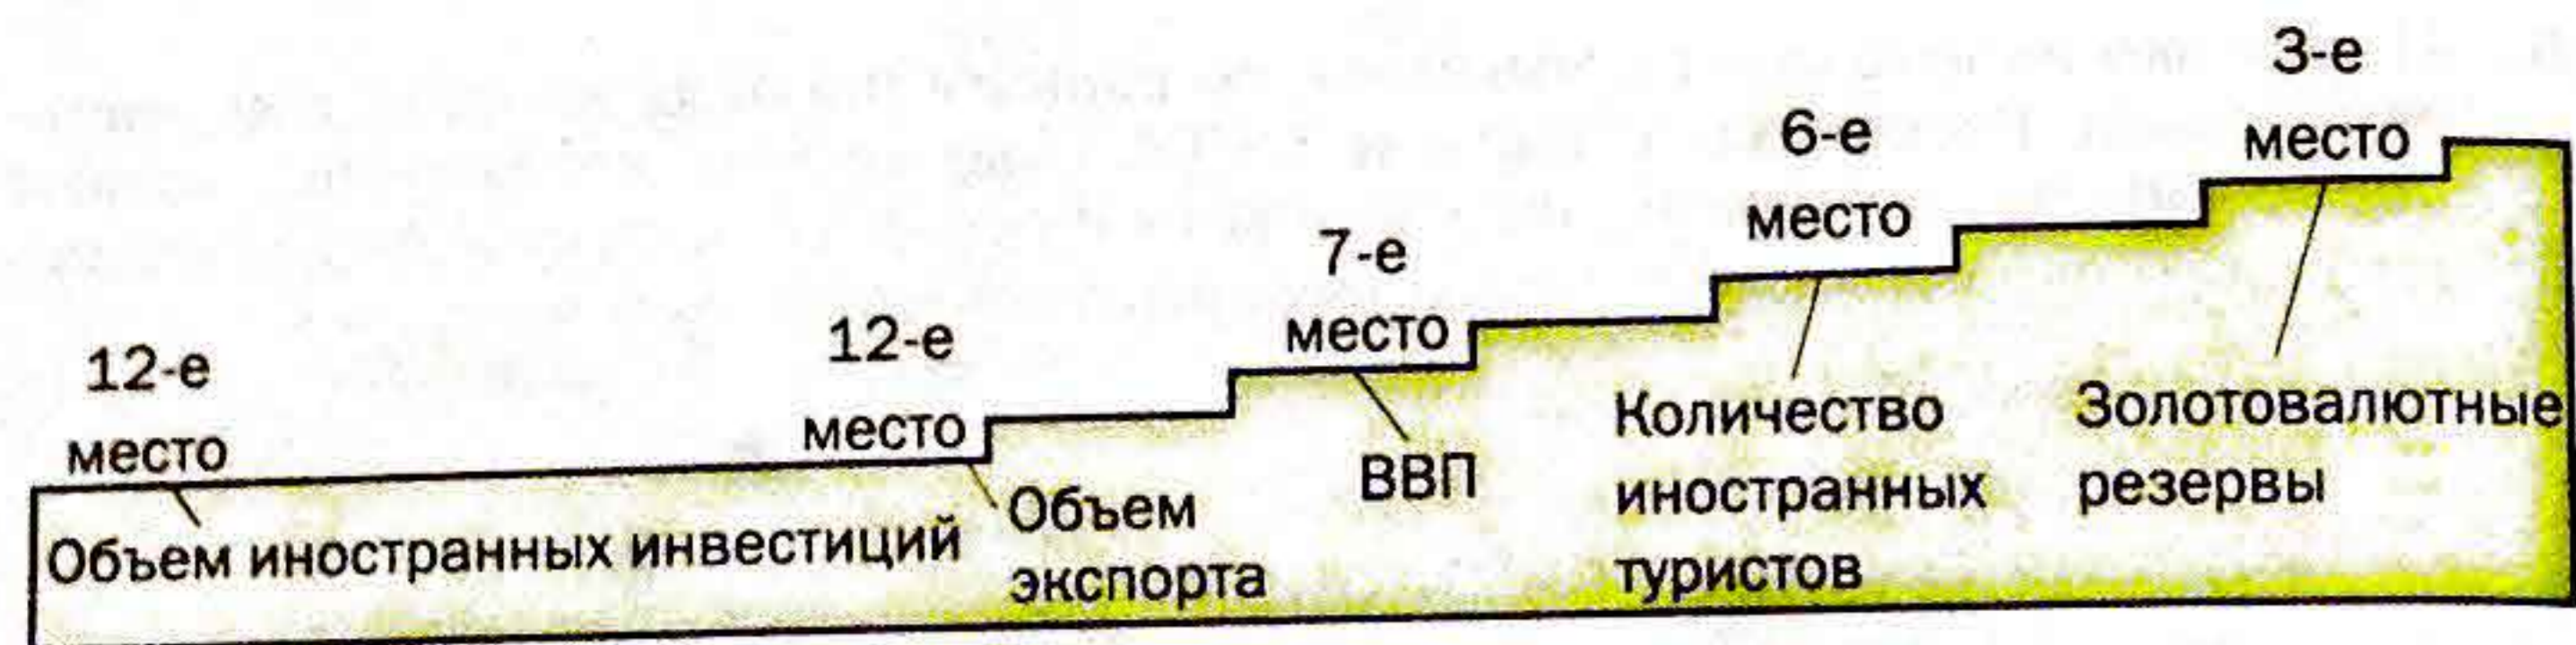 3-е
место
6-е
место
7-е
место
12-е
место
12-е
место
Объем иностранных инвестиций
Объем
экспорта
ВВП
Количество
иностранных
туристов
Золотовалютные
резервы